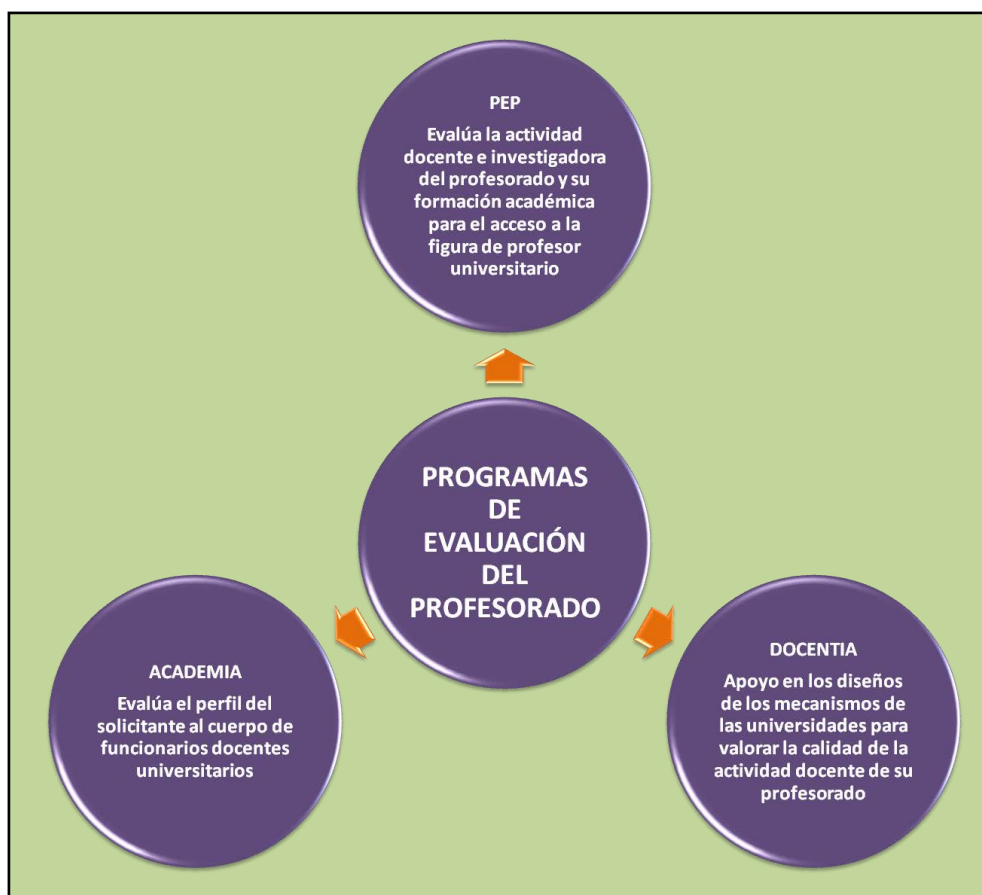 PEP
Evalúa la actividad
docente e investigadora
del profesorado y su
formación académica
para el acceso a la
figura de profesor
universitario
PROGRAMAS
DE
EVALUACIÓN
DEL
PROFESORADO
ACADEMIA
Evalúa el perfil del
solicitante al cuerpo de
funcionarios docentes
universitarios
DOCENTIA
Apoyo en los diseños
de los mecanismos de
las universidades para
valorar la calidad de la
actividad docente de su
profesorado